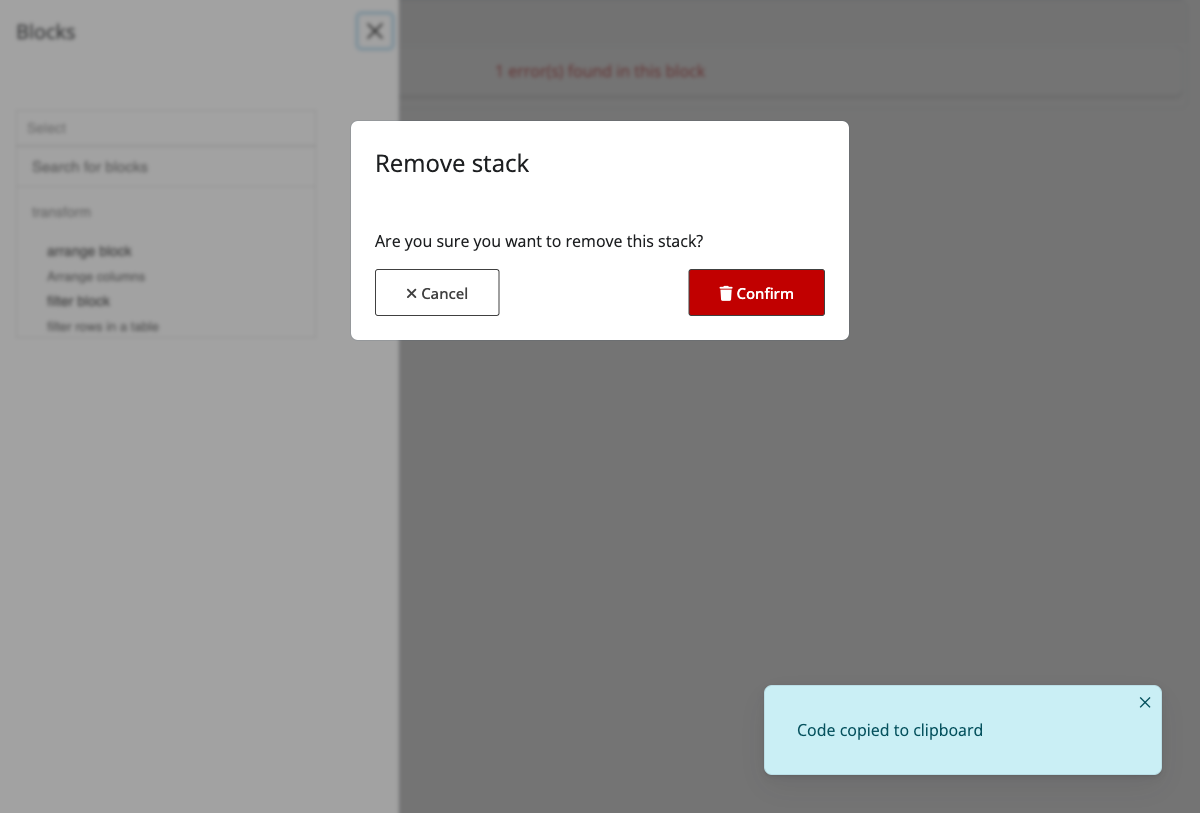 Blocks
1 error(s) found in this block
Select
Search for blocks
transform
arrange block
Arrange columns
filter block
filter rows in a table
Remove stack
Are you sure you want to remove this stack?
Cancel
Confirm
Code copied to clipboard